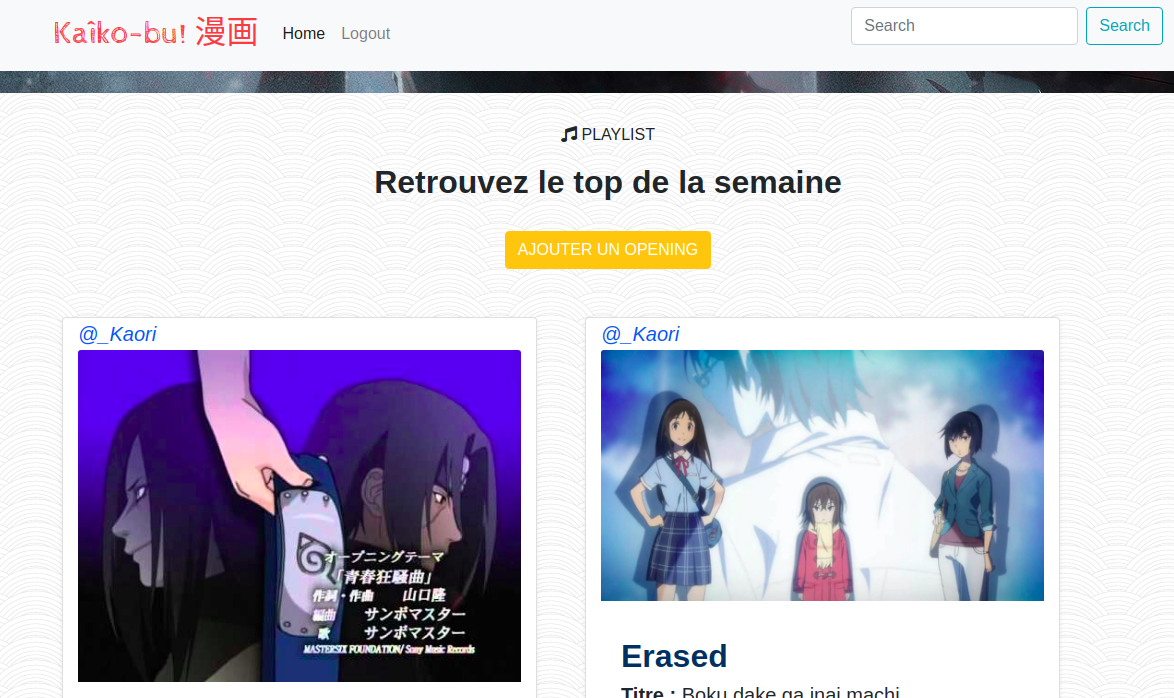 Kaîko-bu! 漫画 Home Logout Search Search
PLAYLIST
Retrouvez le top de la semaine
AJOUTER UN OPENING
@_Kaori
オープニングテーマ
「青春狂騒曲」
作詞・作曲 山口隆
編曲 サンボマスター
歌 サンボマスター
MASTERSIX FOUNDATION/ Sony Music Records
@_Kaori
Erased
Titre : Boku dake ga inai machi